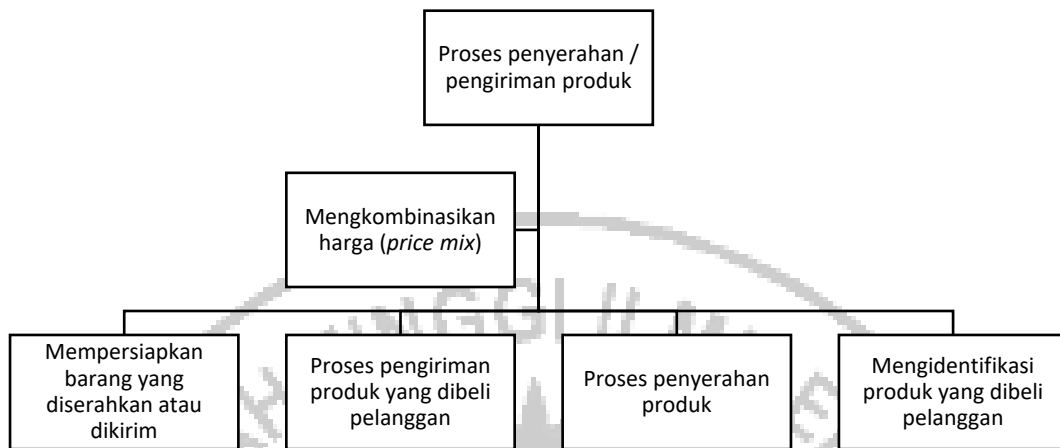 Proses penyerahan /
pengiriman produk
Mengkombinasikan
harga (price mix)
Mempersiapkan
barang yang
diserahkan atau
dikirim
Proses pengiriman
produk yang dibeli
pelanggan
Proses penyerahan
produk
Mengidentifikasi
produk yang dibeli
pelanggan